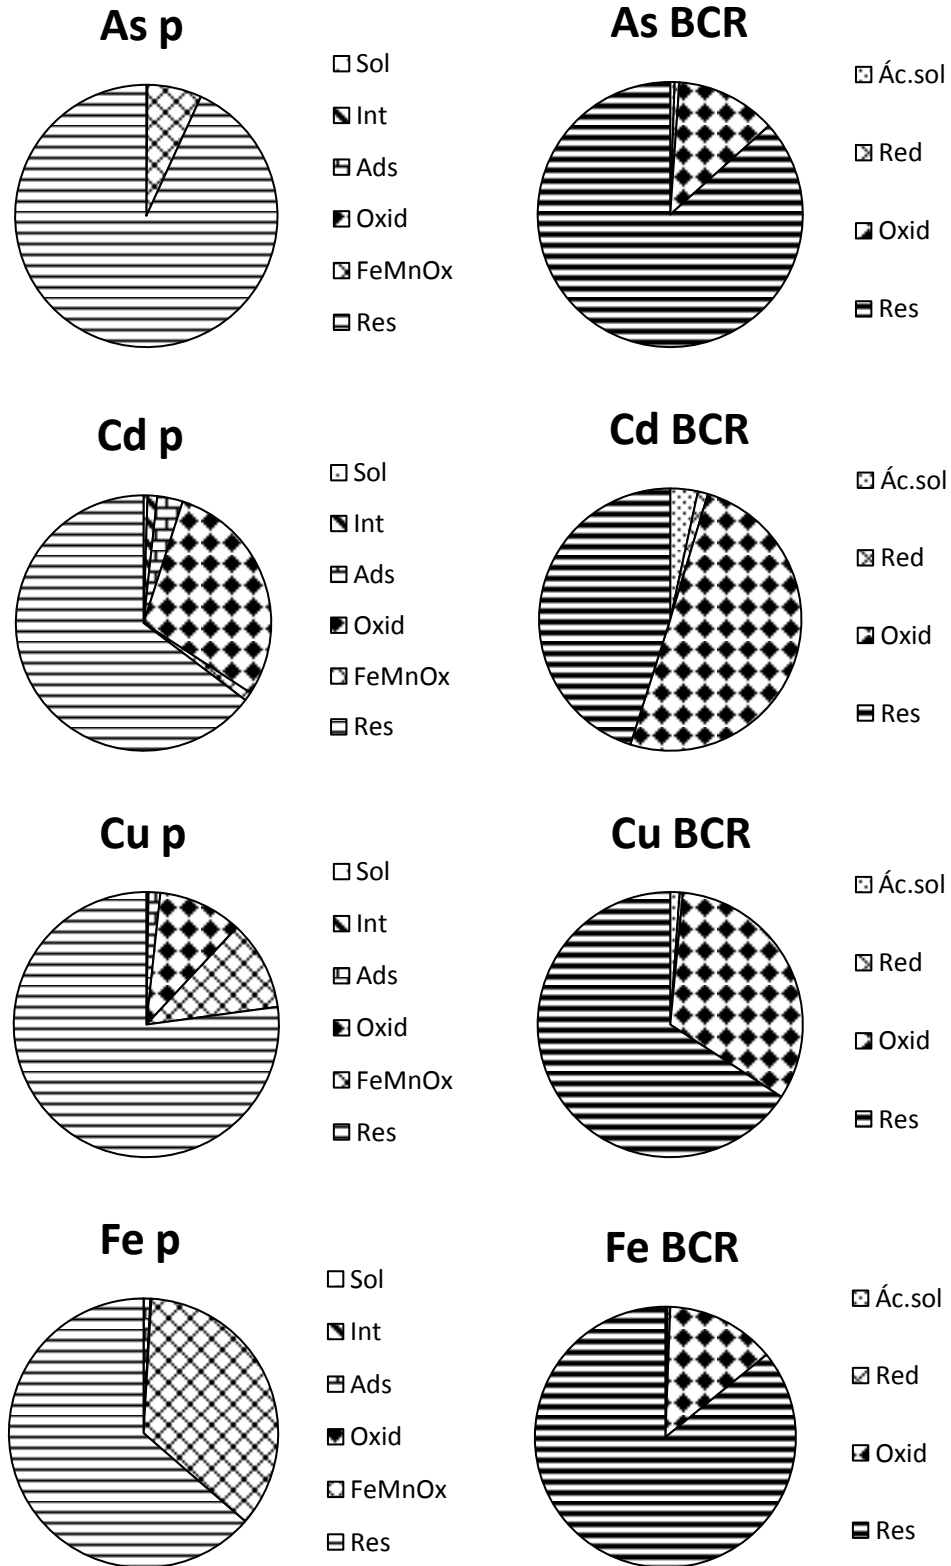 As p
Sol
Int
Ads
Oxid
FeMnOx
Res
As BCR
Ác.sol
Red
Oxid
Res
Cd p
Sol
Int
Ads
Oxid
FeMnOx
Res
Cd BCR
Ác.sol
Red
Oxid
Res
Cu p
Sol
Int
Ads
Oxid
FeMnOx
Res
Cu BCR
Ác.sol
Red
Oxid
Res
Fe p
Sol
Int
Ads
Oxid
FeMnOx
Res
Fe BCR
Ác.sol
Red
Oxid
Res